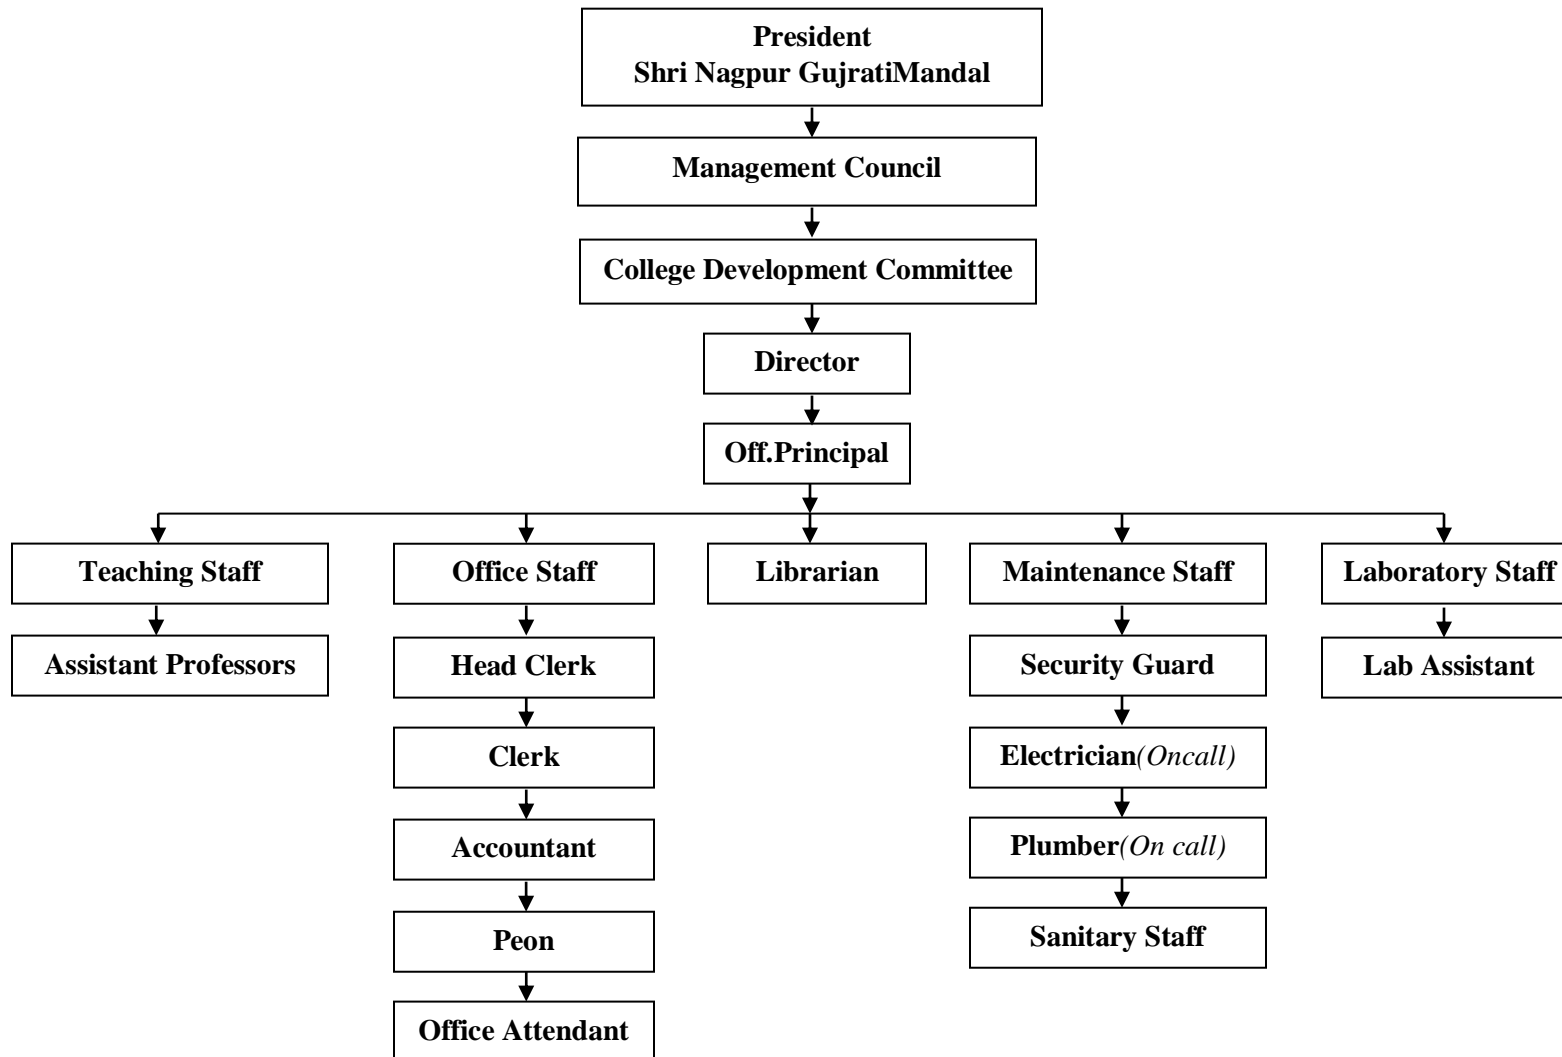 President
Shri Nagpur GujratiMandal
Management Council
College Development Committee
Director
Off.Principal
Teaching Staff
Office Staff
Librarian
Maintenance Staff
Laboratory Staff
Assistant Professors
Head Clerk
Security Guard
Lab Assistant
Clerk
Electrician(Oncall)
Accountant
Plumber(On call)
Peon
Sanitary Staff
Office Attendant